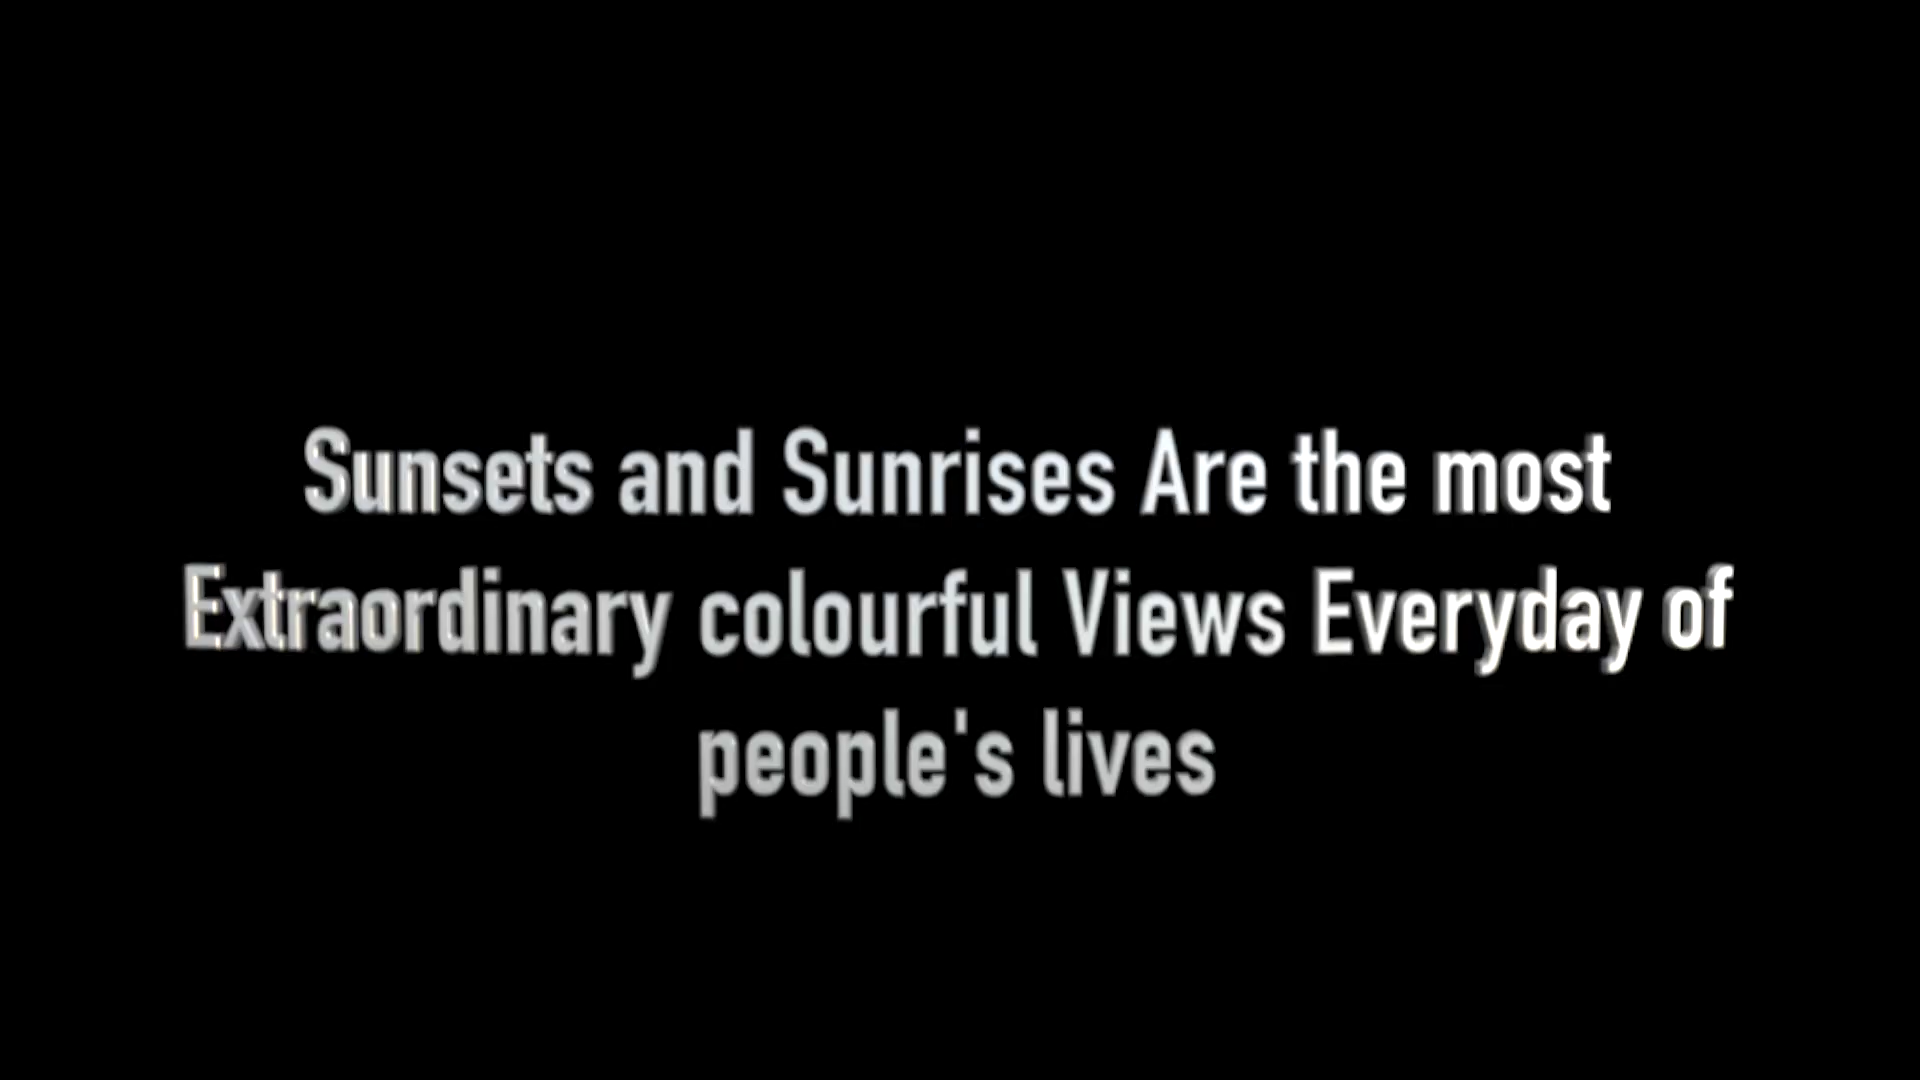 Sunsets and Sunrises Are the most
Extraordinary colourful Views Everyday of
people's lives